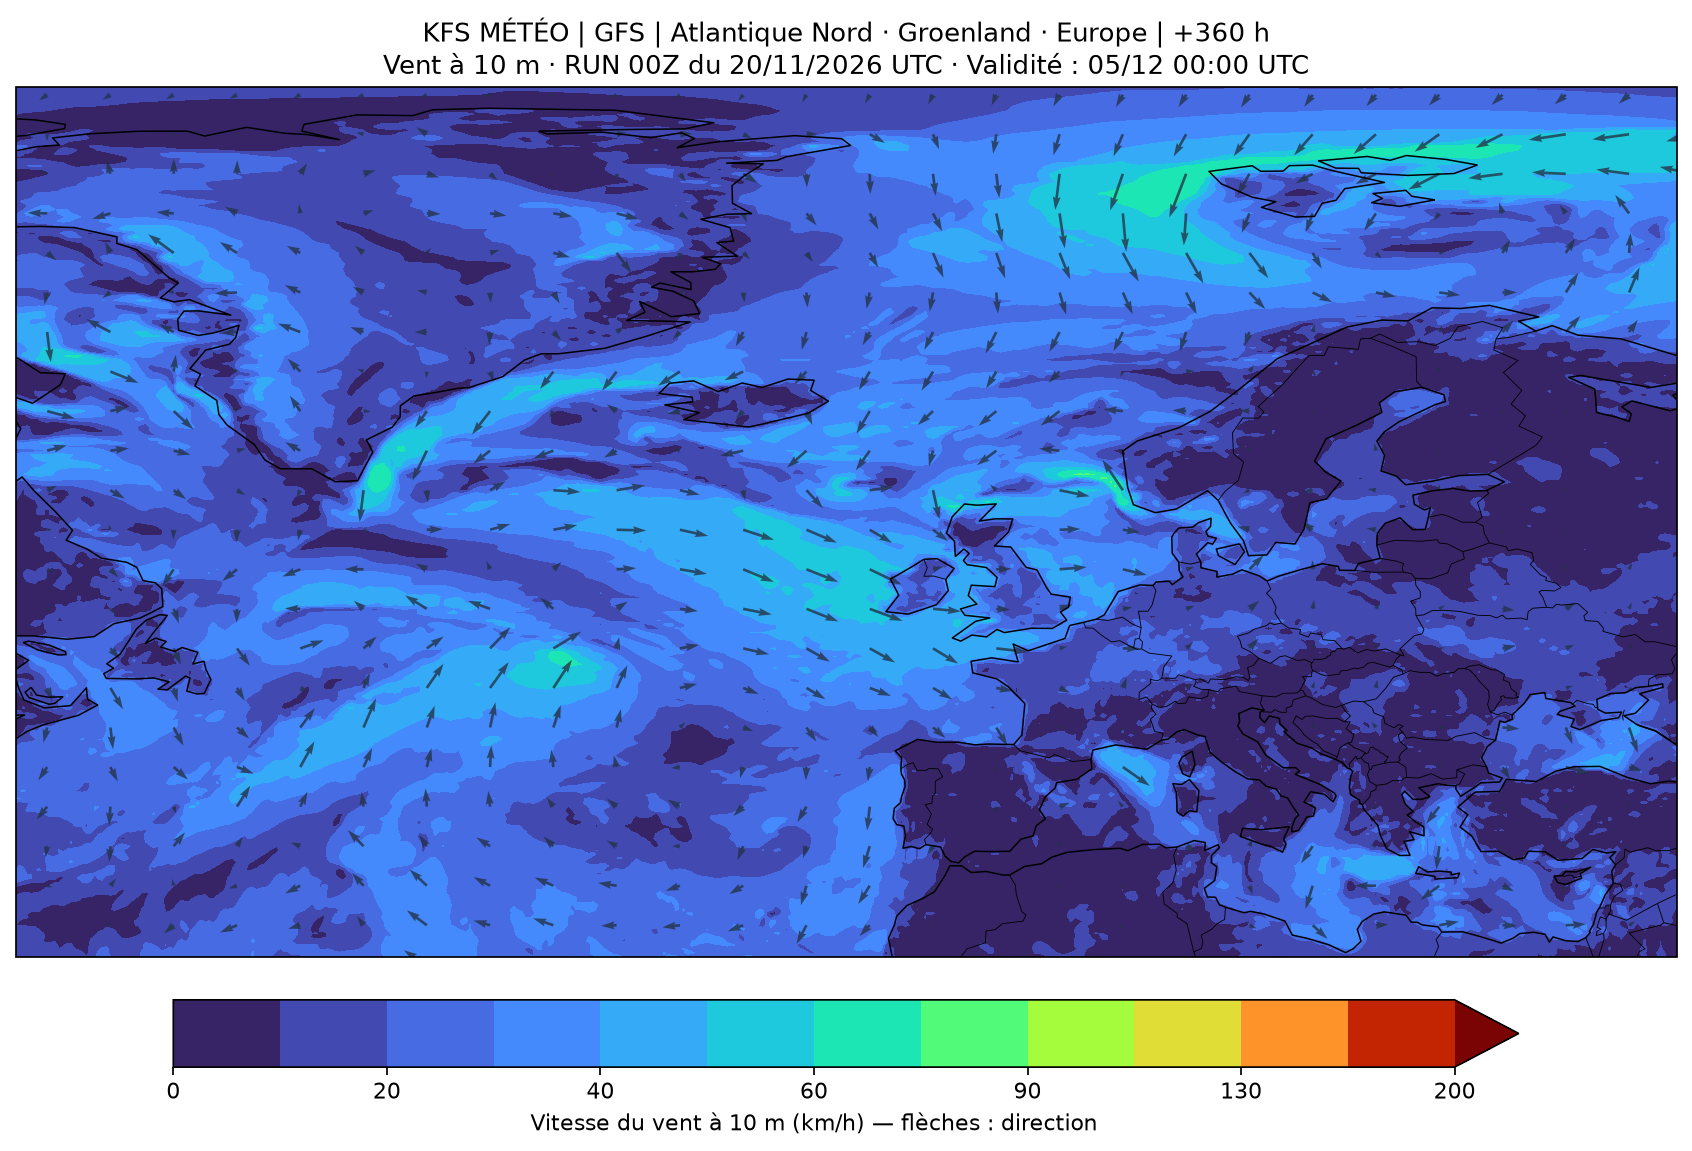 KFS MÉTÉO | GFS | Atlantique Nord · Groenland · Europe | +360 h
Vent à 10 m · RUN 00Z du 20/11/2026 UTC · Validité : 05/12 00:00 UTC
0 20 40 60 90 130 200
Vitesse du vent à 10 m (km/h) — flèches : direction